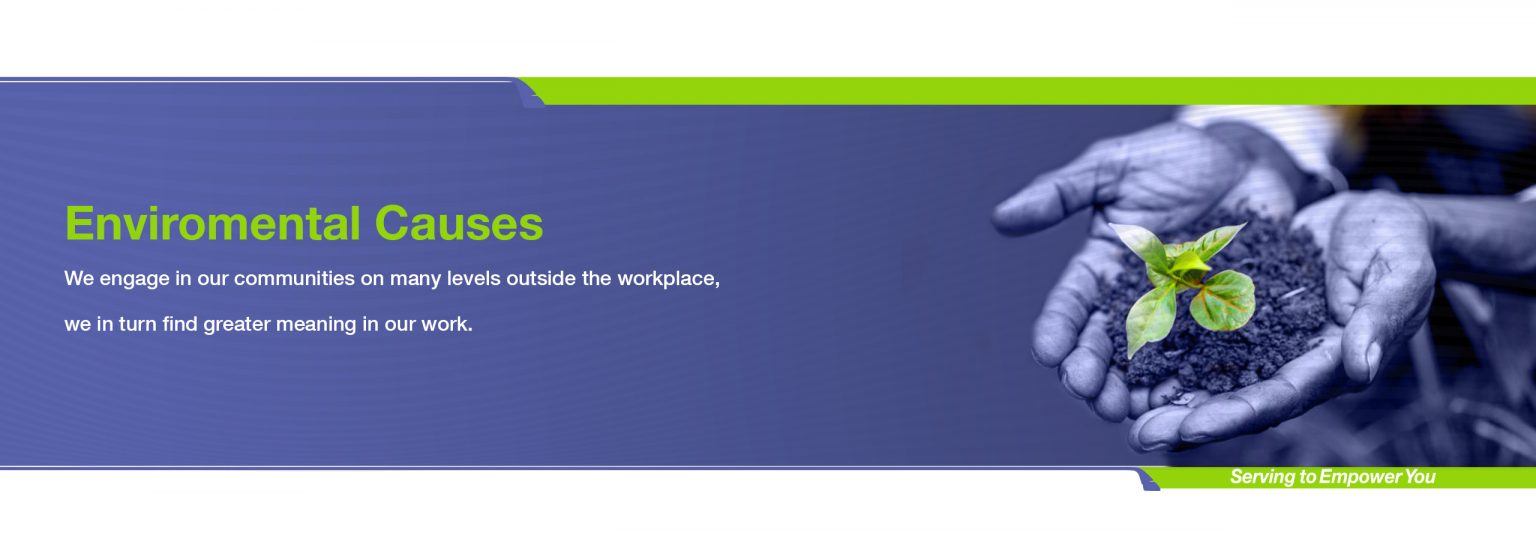 Enviromental Causes
We engage in our communities on many levels outside the workplace,
we in turn find greater meaning in our work.
Serving to Empower You